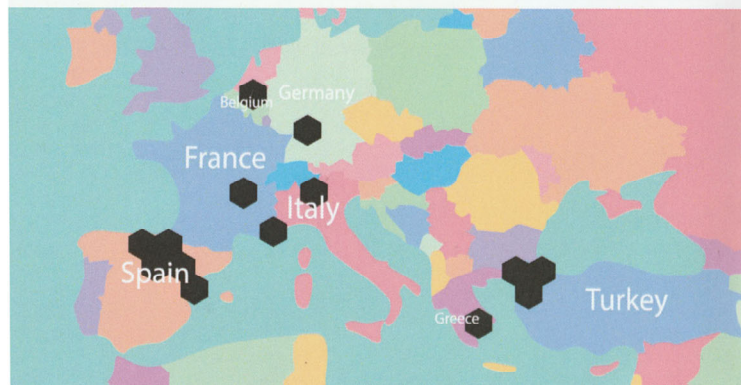 Belgium
Germany
France
Italy
Spain
Turkey
Greece